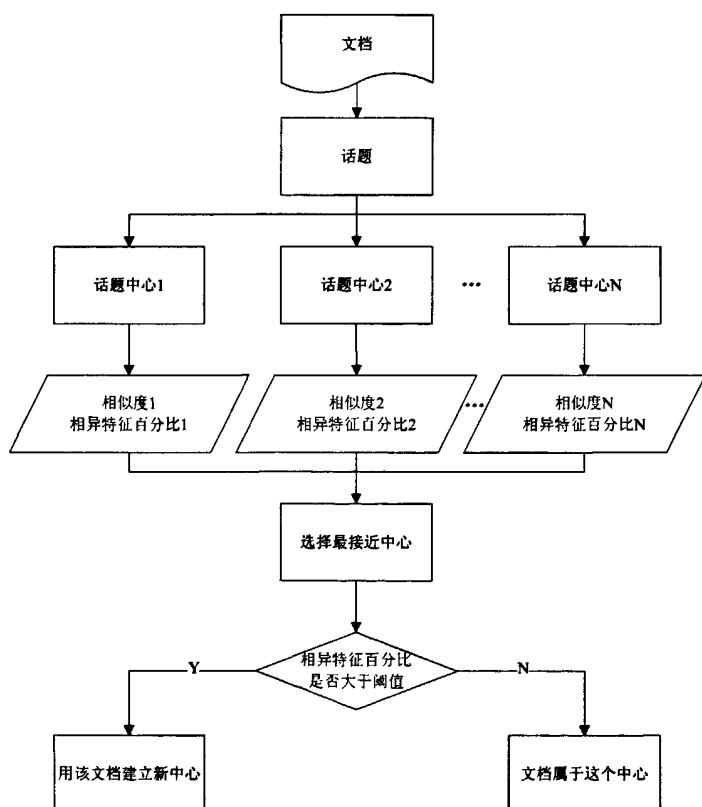 文档
话题
话题中心1
话题中心2
···
话题中心N
相似度1
相异特征百分比1
相似度2
相异特征百分比2
···
相似度N
相异特征百分比N
选择最接近中心
相异特征百分比
是否大于阈值
Y
N
用该文档建立新中心
文档属于这个中心